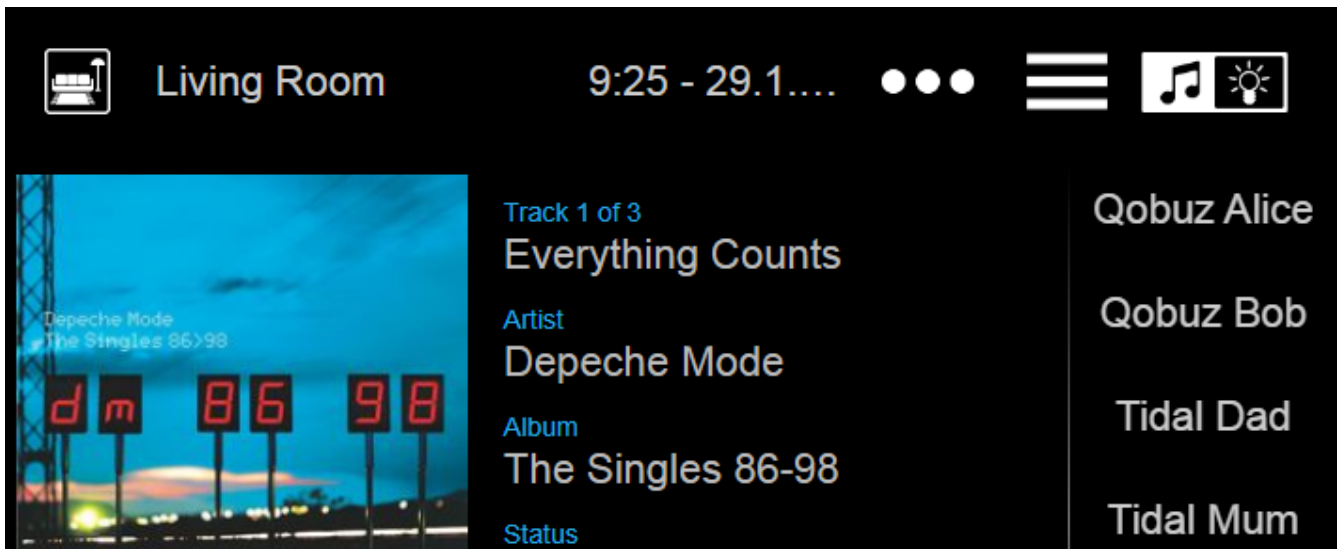 Living Room
9:25 - 29.1....
Depeche Mode
The Singles 86>98
dm 86 98
Track 1 of 3
Everything Counts
Artist
Depeche Mode
Album
The Singles 86-98
Status
Qobuz Alice
Qobuz Bob
Tidal Dad
Tidal Mum